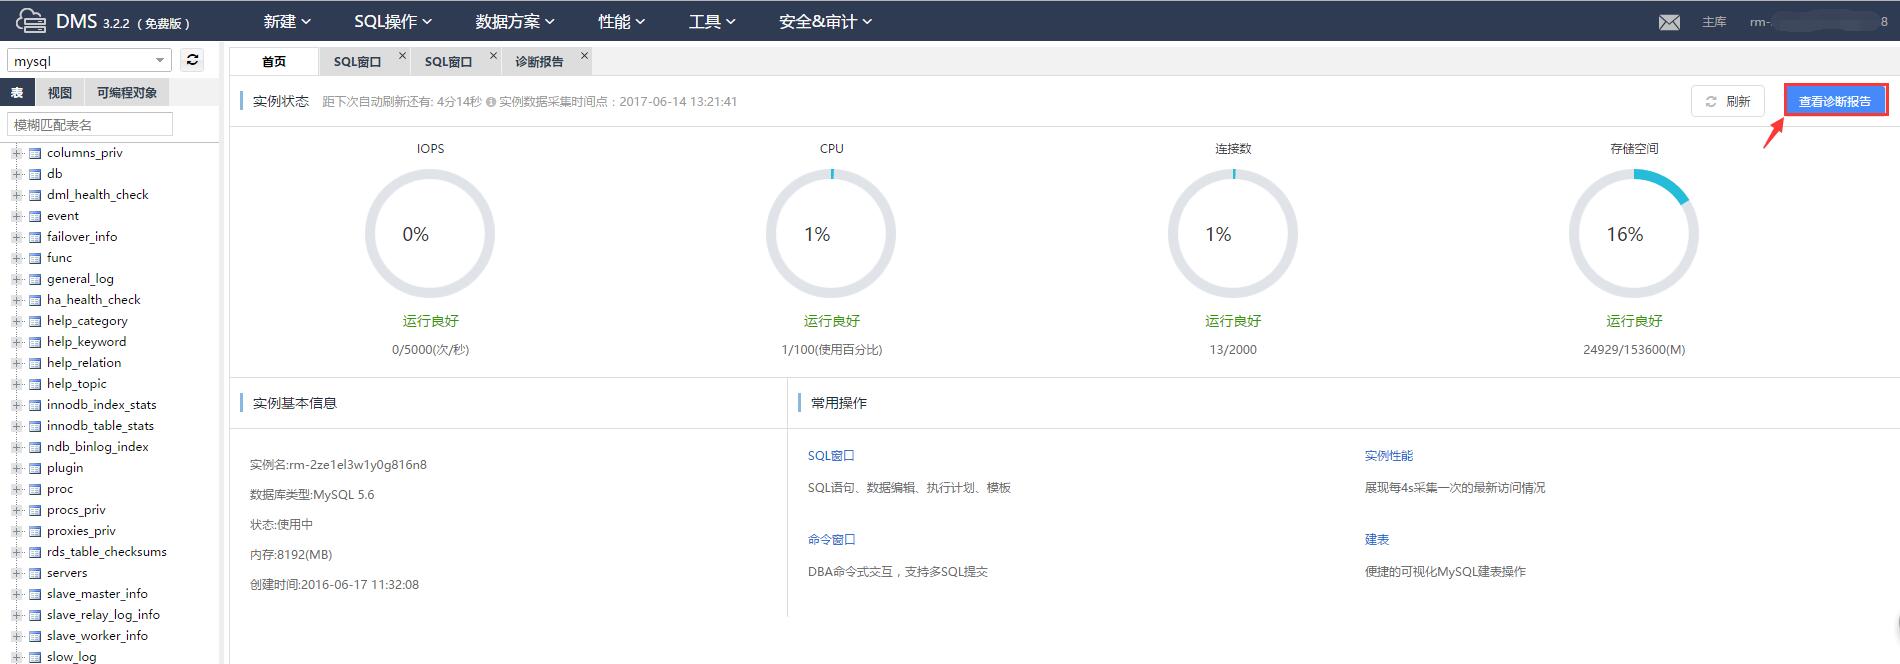 DMS 3.2.2（免费版） 新建 SQL操作 数据方案 性能 工具 安全&审计 主库 rm- 8
mysql
表 视图 可编程对象
模糊匹配表名
columns_priv
db
dml_health_check
event
failover_info
func
general_log
ha_health_check
help_category
help_keyword
help_relation
help_topic
innodb_index_stats
innodb_table_stats
ndb_binlog_index
plugin
proc
procs_priv
proxies_priv
rds_table_checksums
servers
slave_master_info
slave_relay_log_info
slave_worker_info
slow_log
首页 SQL窗口 SQL窗口 诊断报告
实例状态 距下次自动刷新还有: 4分14秒 实例数据采集时间点：2017-06-14 13:21:41 刷新 查看诊断报告
IOPS CPU 连接数 存储空间
0% 1% 1% 16%
运行良好 运行良好 运行良好 运行良好
0/5000(次/秒) 1/100(使用百分比) 13/2000 24929/153600(M)
实例基本信息
实例名:rm-2ze1el3w1y0g816n8
数据库类型:MySQL 5.6
状态:使用中
内存:8192(MB)
创建时间:2016-06-17 11:32:08
常用操作
SQL窗口
SQL语句、数据编辑、执行计划、模板
实例性能
展现每4s采集一次的最新访问情况
命令窗口
DBA命令式交互，支持多SQL提交
建表
便捷的可视化MySQL建表操作